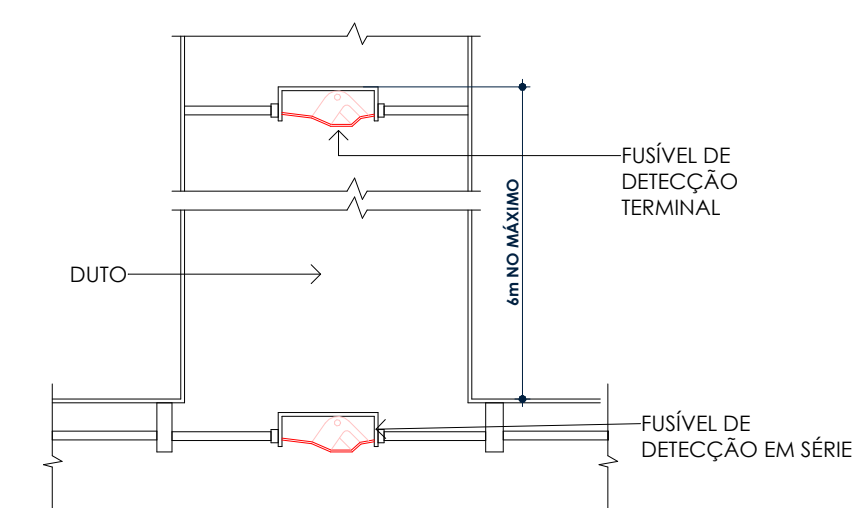 FUSÍVEL DE
DETECÇÃO
TERMINAL
6m NO MÁXIMO
DUTO
FUSÍVEL DE
DETECÇÃO EM SÉRIE